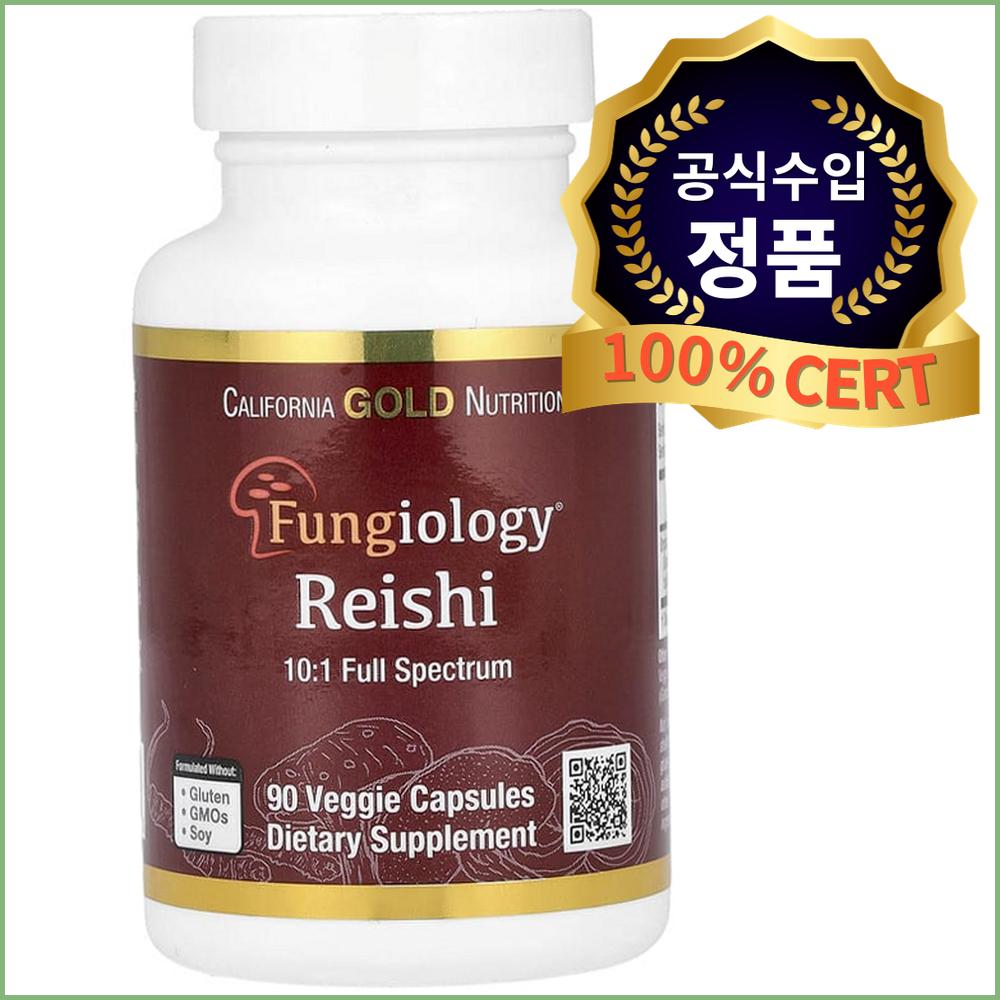 공식수입
정품
100% CERT
CALIFORNIA GOLD NUTRITION
Fungiology®
Reishi
10:1 Full Spectrum
Formulated Without:
• Gluten
• GMOs
• Soy
90 Veggie Capsules
Dietary Supplement